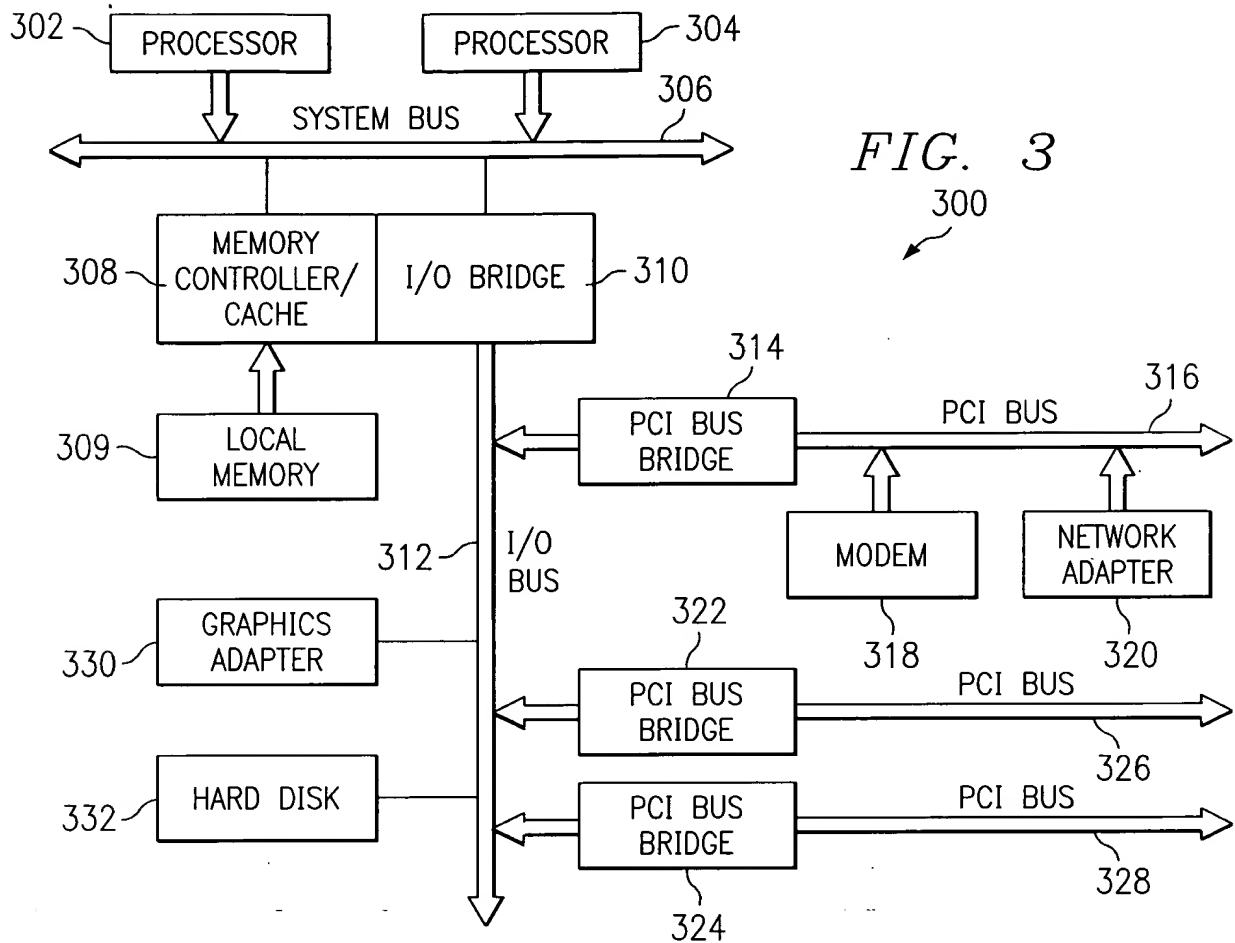 302
PROCESSOR
PROCESSOR
304
SYSTEM BUS
306
FIG. 3
300
308
MEMORY
CONTROLLER/
CACHE
I/O BRIDGE
310
314
309
LOCAL
MEMORY
PCI BUS
BRIDGE
PCI BUS
316
312
I/O
BUS
MODEM
NETWORK
ADAPTER
318
320
330
GRAPHICS
ADAPTER
322
PCI BUS
BRIDGE
PCI BUS
326
332
HARD DISK
PCI BUS
BRIDGE
PCI BUS
328
324